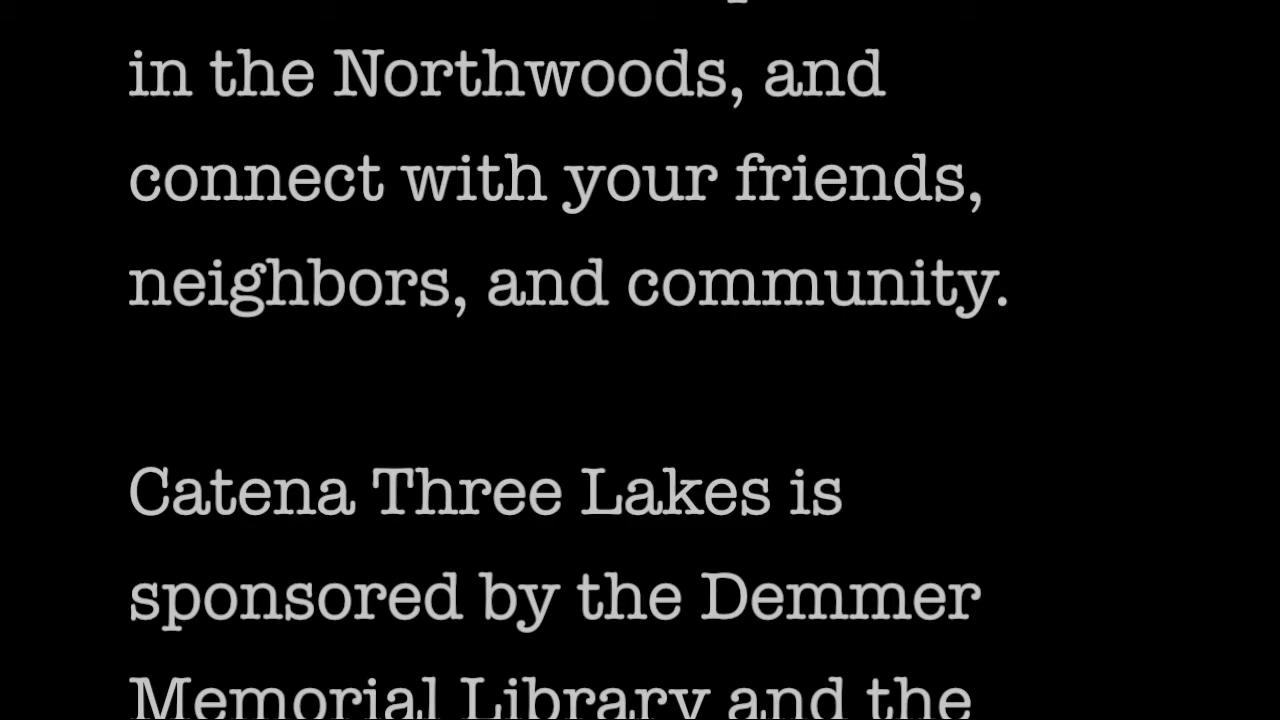 in the Northwoods, and
connect with your friends,
neighbors, and community.
Catena Three Lakes is
sponsored by the Demmer
Memorial Library and the